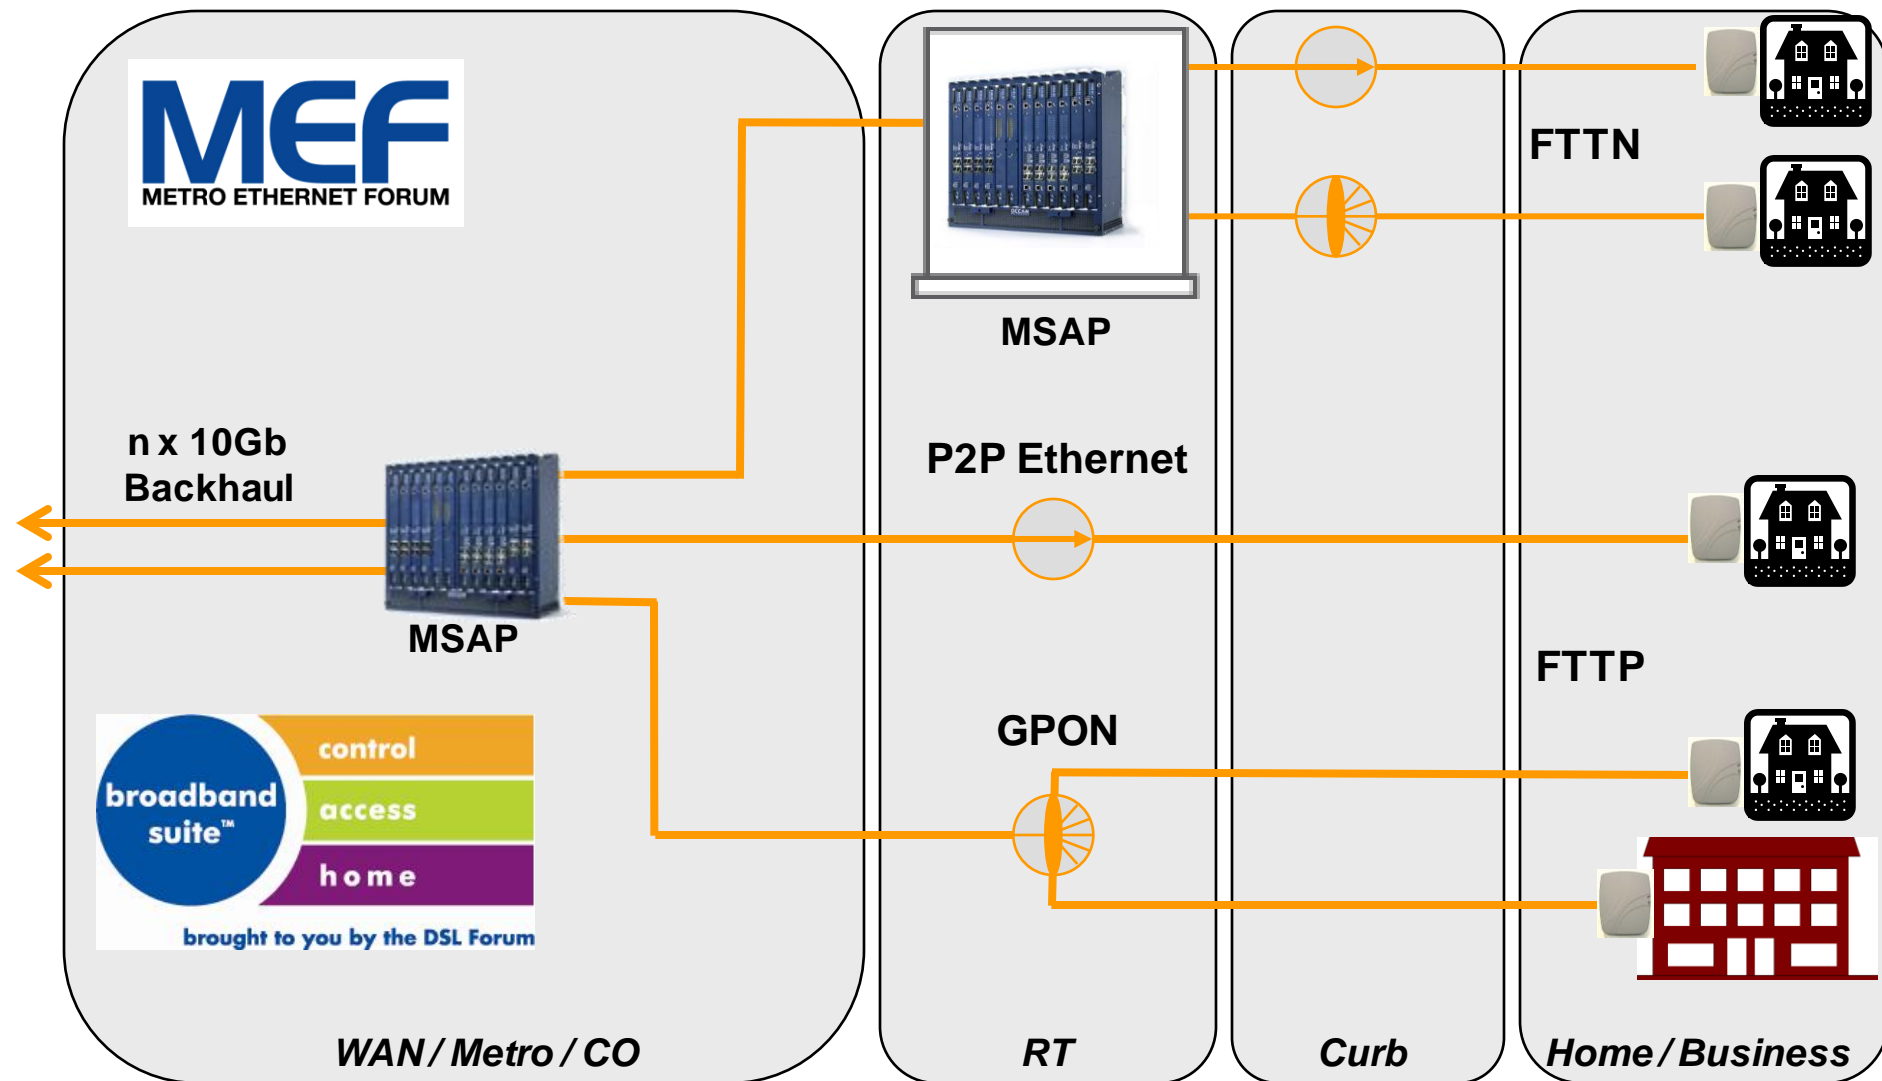 MEF
METRO ETHERNET FORUM
FTTN
OCCAM
MSAP
n x 10Gb
Backhaul
P2P Ethernet
MSAP
FTTP
GPON
broadband
suite™
control
access
home
brought to you by the DSL Forum
WAN / Metro / CO
RT
Curb
Home / Business